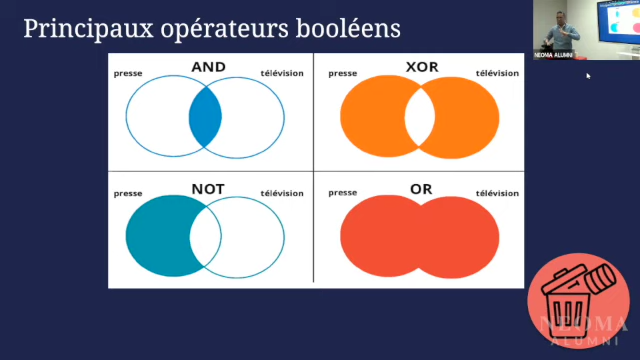 Principaux opérateurs booléens
NEOMA ALUMNI
AND
presse
télévision
XOR
presse
télévision
NOT
presse
télévision
OR
presse
télévision
NEOMA
ALUMNI